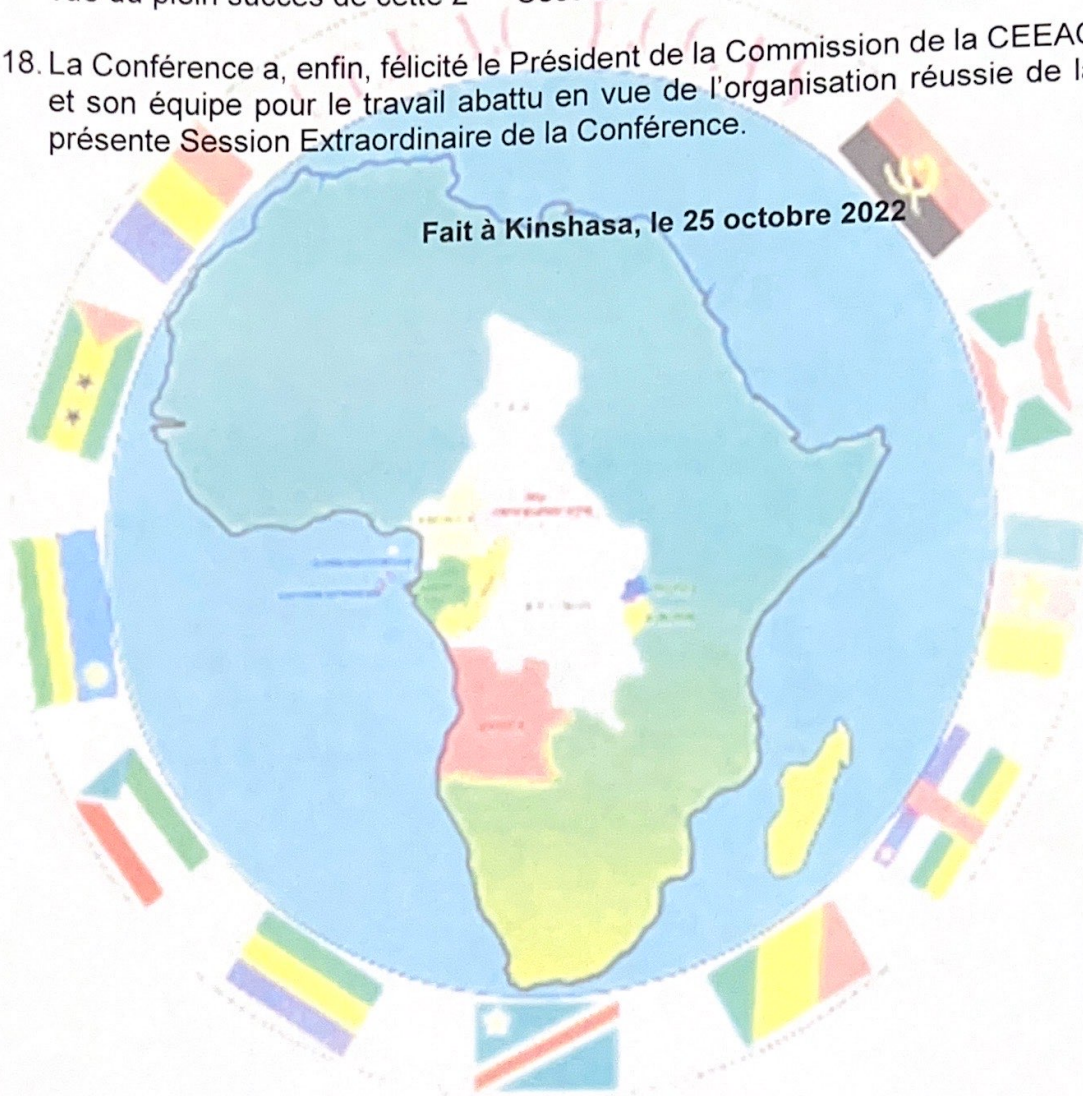 18. La Conférence a, enfin, félicité le Président de la Commission de la CEEAC
et son équipe pour le travail abattu en vue de l'organisation réussie de
présente Session Extraordinaire de la Conférence.
Fait à Kinshasa, le 25 octobre 2022